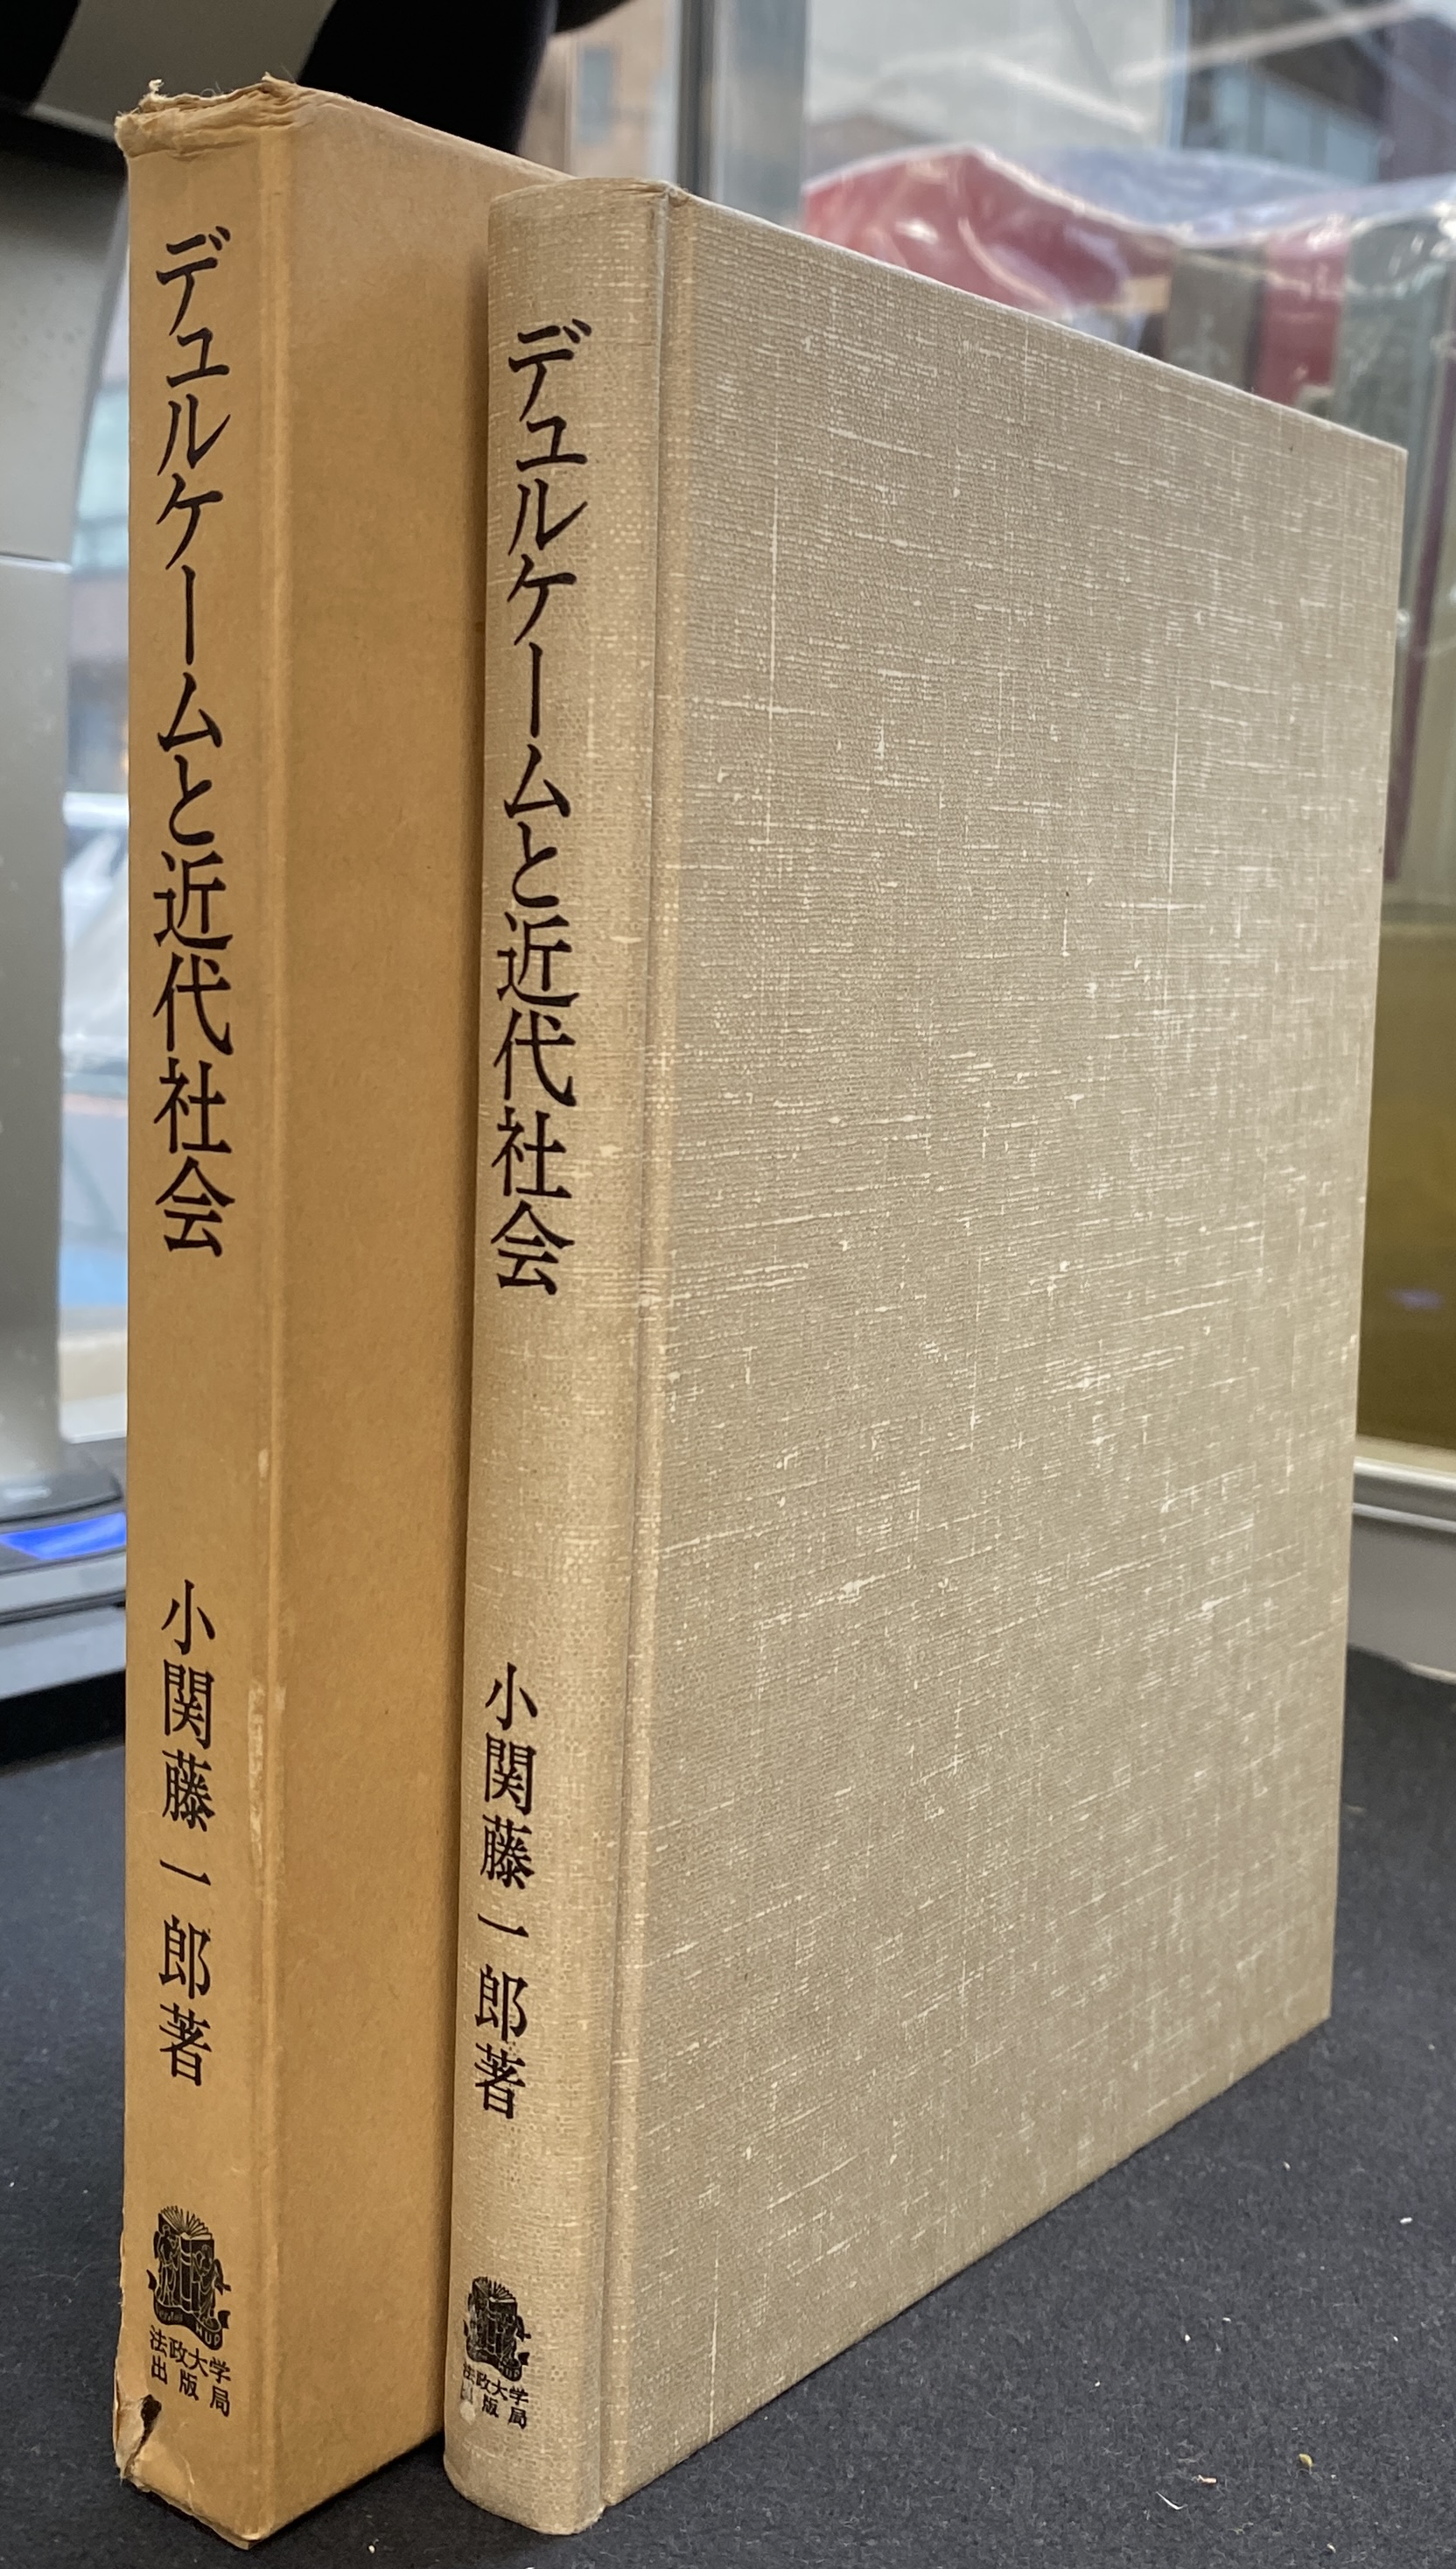 デュルケームと近代社会
小関藤一郎著
HUP
法政大学
出版局
デュルケームと近代社会
小関藤一郎著
法政大学
出版局